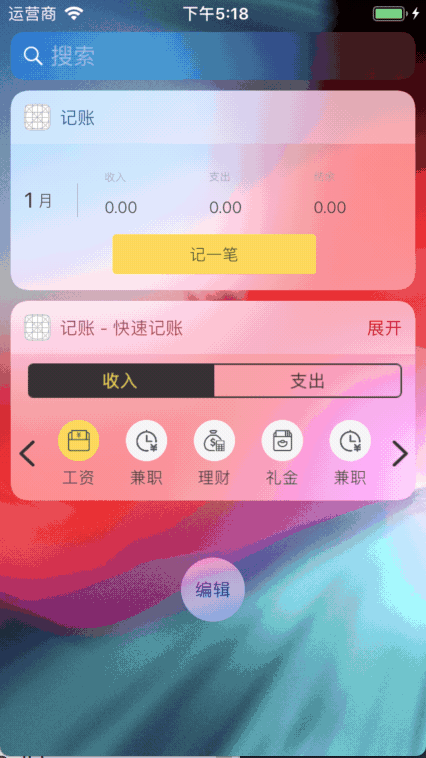 运营商 下午5:18
搜索
记账
收入 支出
1月 0.00 0.00 0.00
记一笔
记账 - 快速记账 展开
收入 支出
工资 兼职 理财 礼金 兼职
编辑